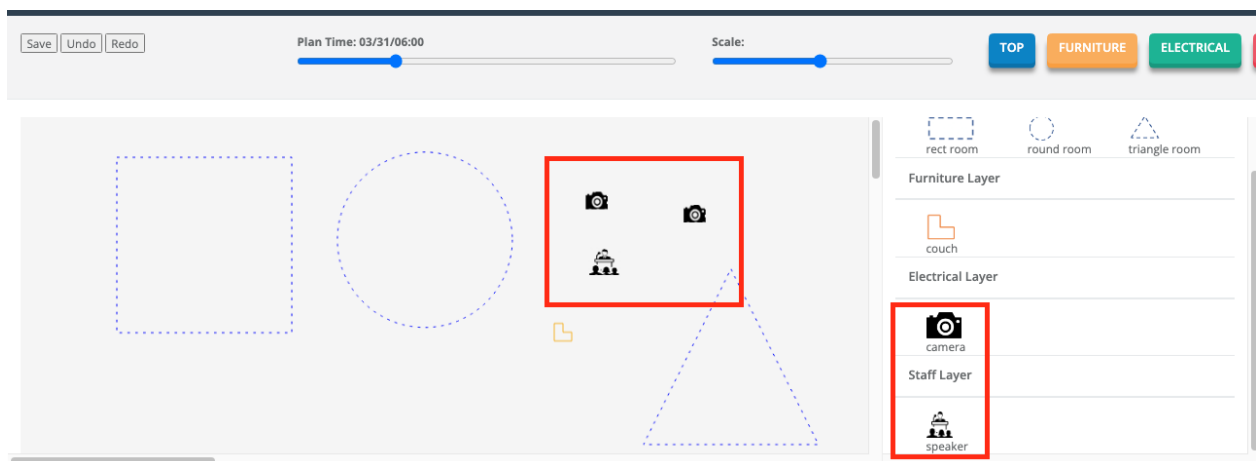 Save Undo Redo
Plan Time: 03/31/06:00
Scale:
TOP FURNITURE ELECTRICAL
rect room round room triangle room
Furniture Layer
couch
Electrical Layer
camera
Staff Layer
speaker